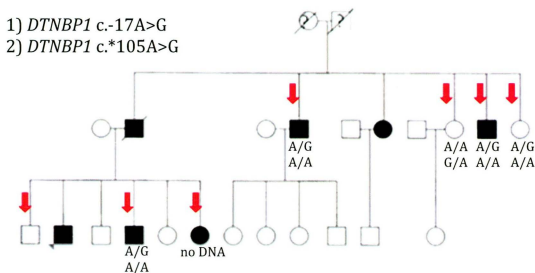 1) DTNBP1 c.-17A>G
2) DTNBP1 c.*105A>G
? ?
A/G A/A A/G A/G
A/A G/A A/A A/A
A/G no DNA
A/A